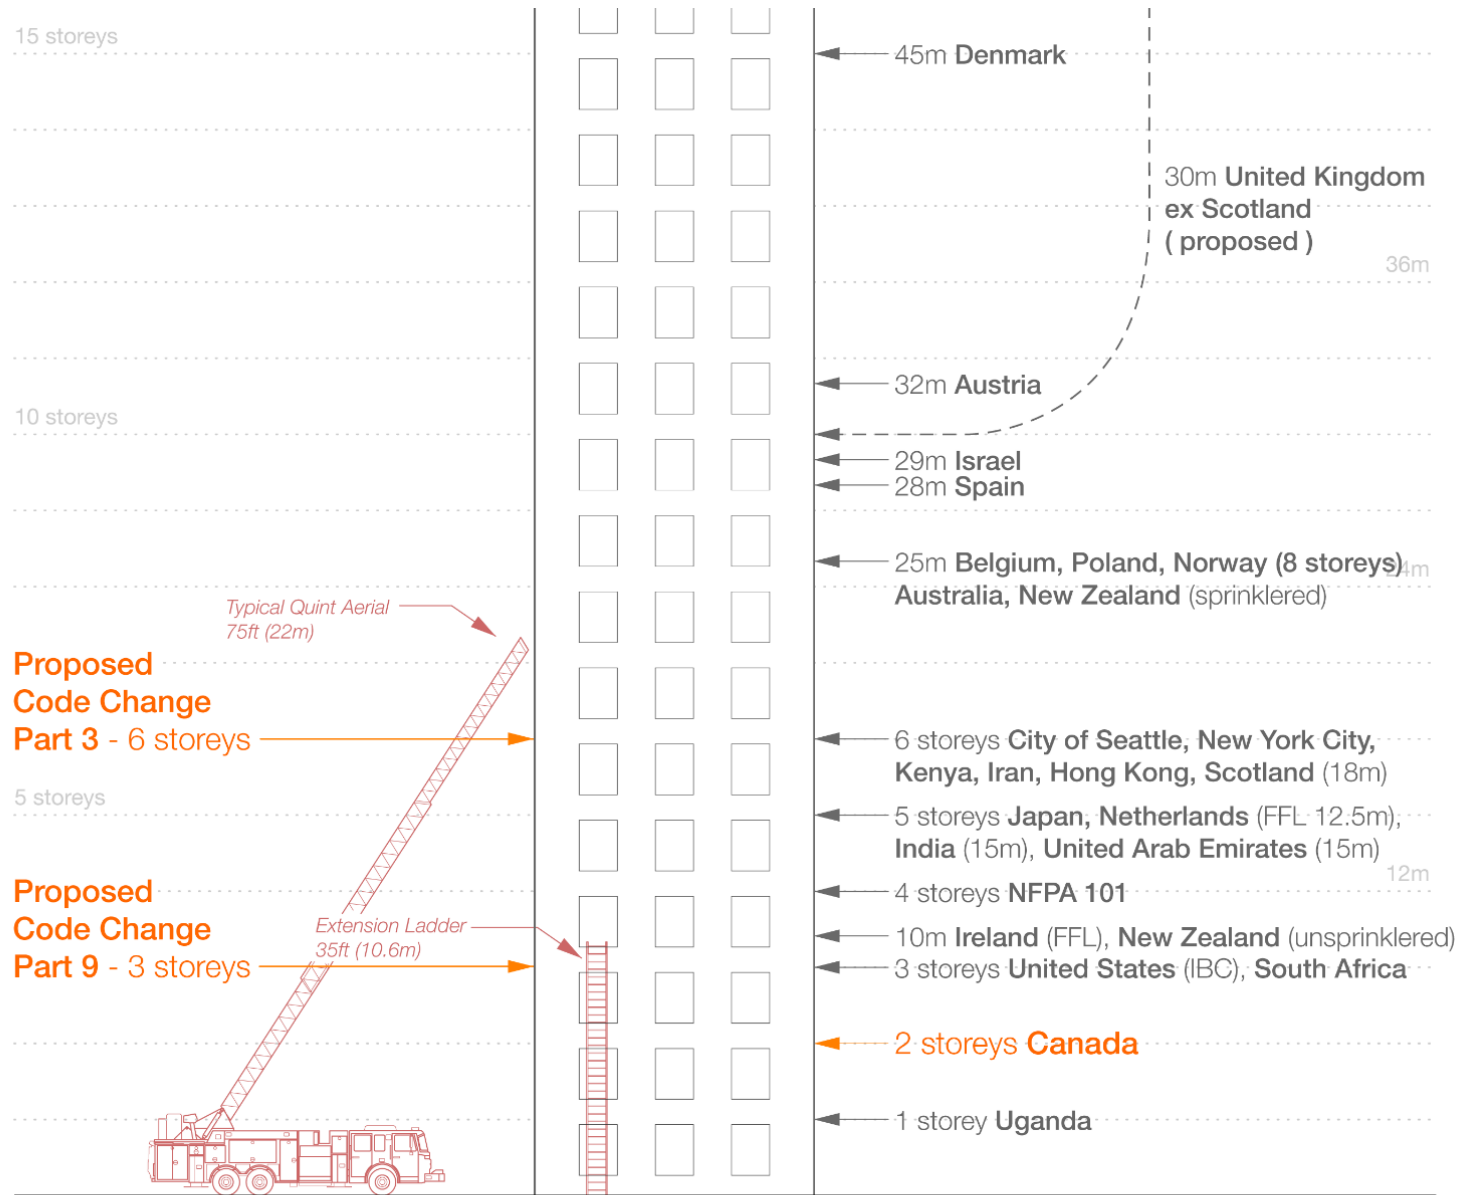 15 storeys
45m Denmark
30m United Kingdom
ex Scotland
( proposed )
36m
32m Austria
10 storeys
29m Israel
28m Spain
25m Belgium, Poland, Norway (8 storeys)
24m
Australia, New Zealand (sprinklered)
Typical Quint Aerial
75ft (22m)
Proposed
Code Change
Part 3 - 6 storeys
6 storeys City of Seattle, New York City,
Kenya, Iran, Hong Kong, Scotland (18m)
5 storeys
5 storeys Japan, Netherlands (FFL 12.5m),
India (15m), United Arab Emirates (15m)
12m
Proposed
Code Change
Part 9 - 3 storeys
4 storeys NFPA 101
Extension Ladder
35ft (10.6m)
10m Ireland (FFL), New Zealand (unsprinklered)
3 storeys United States (IBC), South Africa
2 storeys Canada
1 storey Uganda